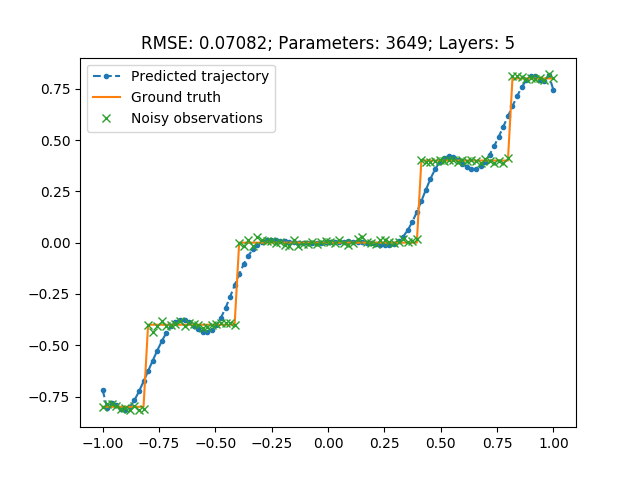 RMSE: 0.07082; Parameters: 3649; Layers: 5
Predicted trajectory
Ground truth
Noisy observations
0.75
0.50
0.25
0.00
−0.25
−0.50
−0.75
−1.00 −0.75 −0.50 −0.25 0.00 0.25 0.50 0.75 1.00